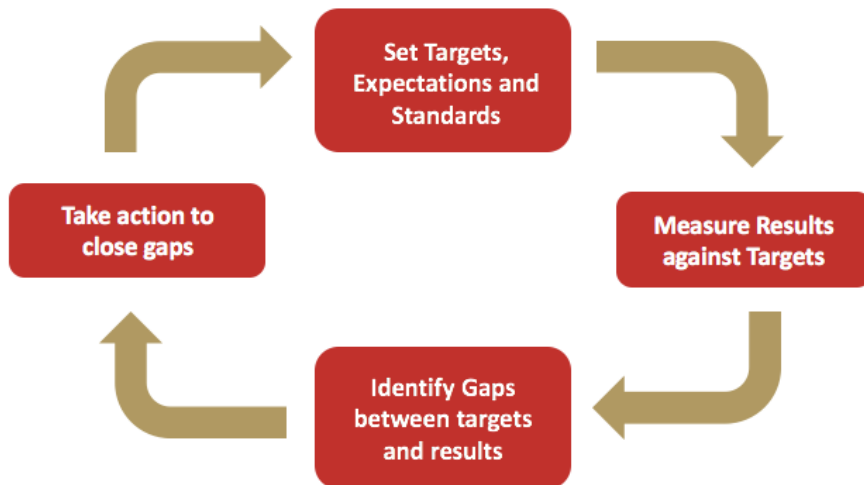 Set Targets,
Expectations and
Standards
Take action to
close gaps
Measure Results
against Targets
Identify Gaps
between targets
and results